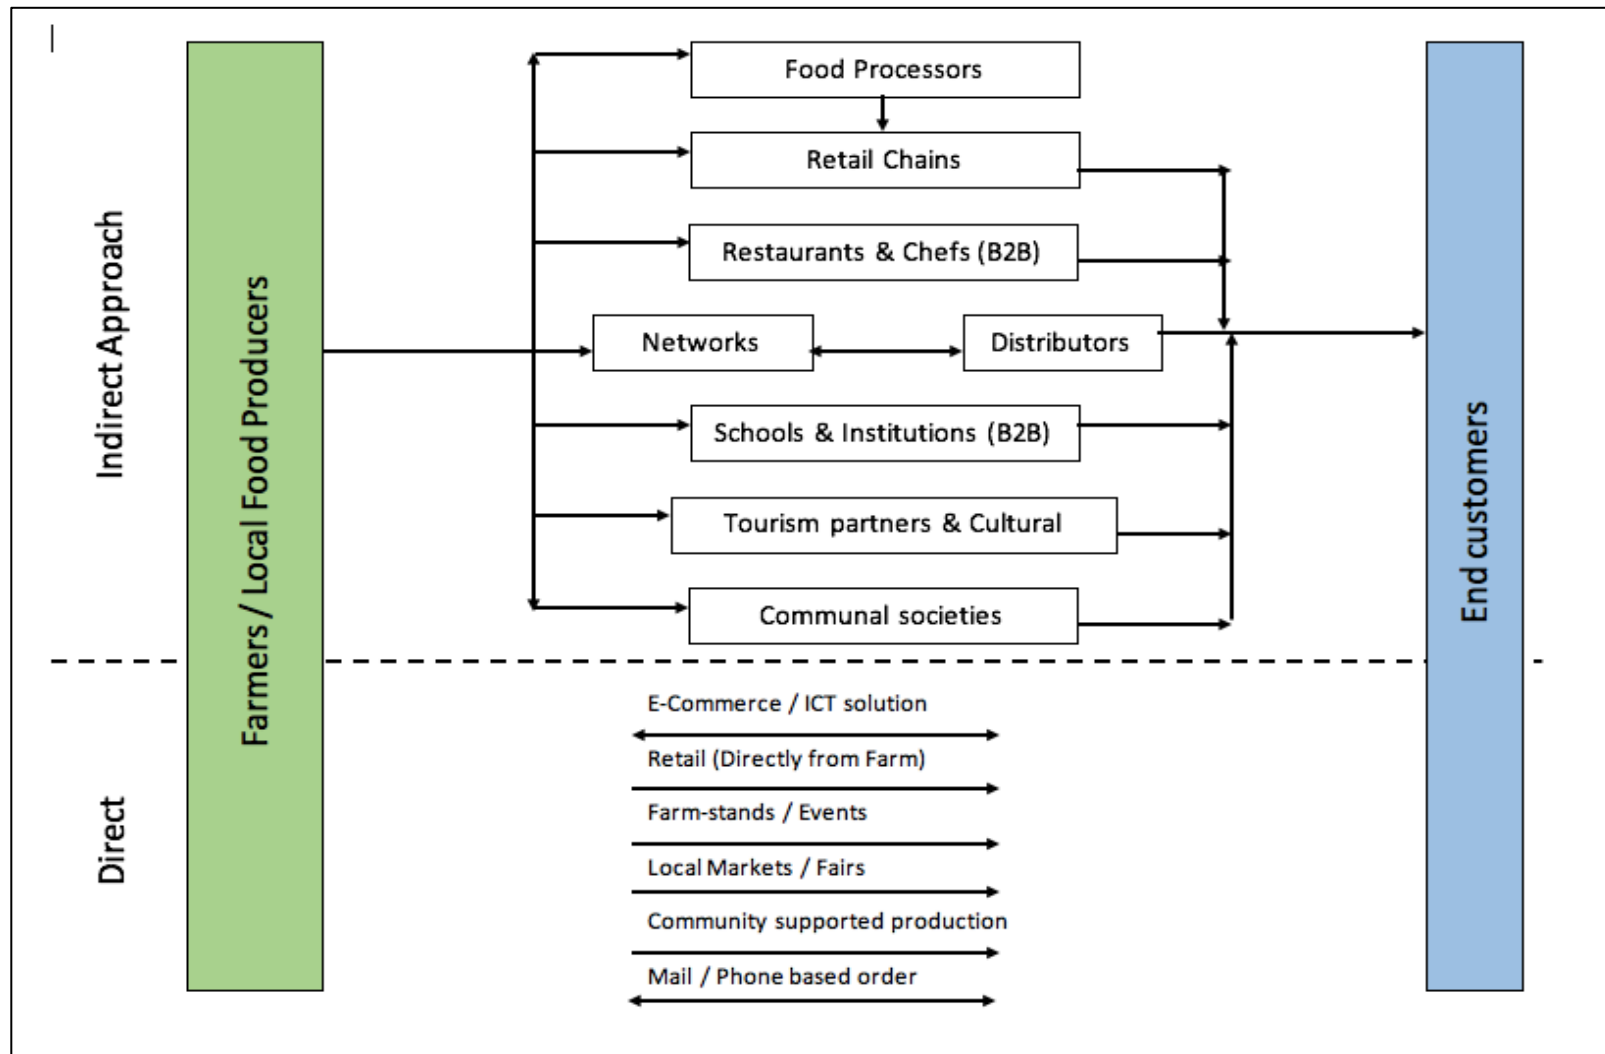 Indirect Approach
Direct
Farmers / Local Food Producers
Food Processors
Retail Chains
Restaurants & Chefs (B2B)
Networks
Distributors
Schools & Institutions (B2B)
Tourism partners & Cultural
Communal societies
E-Commerce / ICT solution
Retail (Directly from Farm)
Farm-stands / Events
Local Markets / Fairs
Community supported production
Mail / Phone based order
End customers